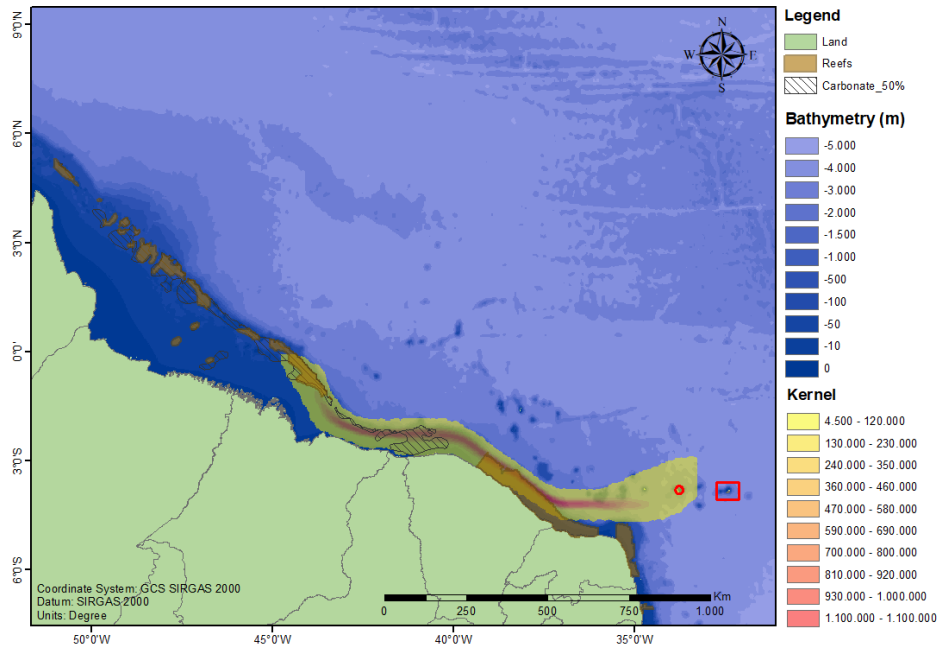 Legend
Land
Reefs
Carbonate_50%
Bathymetry (m)
-5.000
-4.000
-3.000
-2.000
-1.500
-1.000
-500
-100
-50
-10
0
Kernel
4.500 - 120.000
130.000 - 230.000
240.000 - 350.000
360.000 - 460.000
470.000 - 580.000
590.000 - 690.000
700.000 - 800.000
810.000 - 920.000
930.000 - 1.000.000
1.100.000 - 1.100.000
N
W E
S
9°0'N
6°0'N
3°0'N
0°0'
3°0'S
6°0'S
Coordinate System: GCS SIRGAS 2000
Datum: SIRGAS 2000
Units: Degree
Km
0 250 500 750 1.000
50°0'W 45°0'W 40°0'W 35°0'W